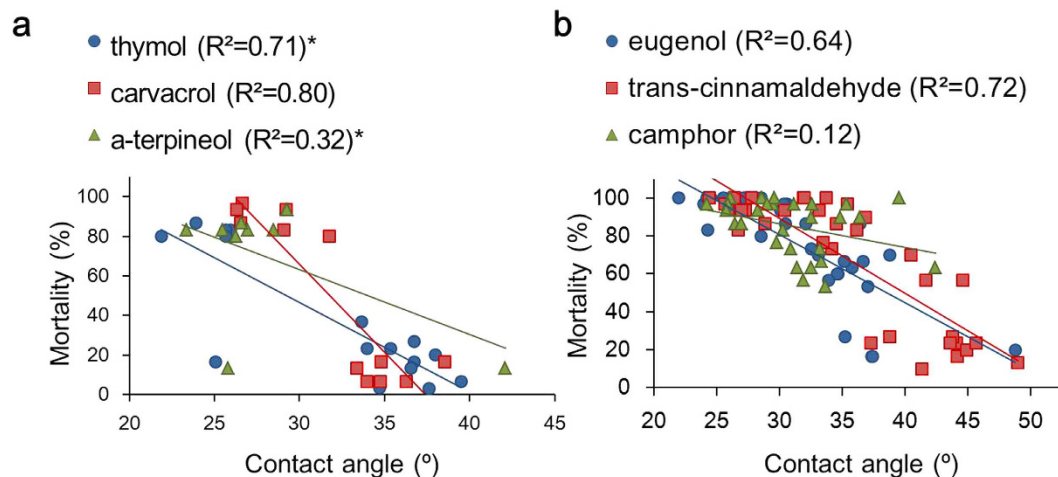 a
thymol (R²=0.71)*
carvacrol (R²=0.80)
a-terpineol (R²=0.32)*
Mortality (%)
100
80
60
40
20
0
20 25 30 35 40 45
Contact angle (º)
b
eugenol (R²=0.64)
trans-cinnamaldehyde (R²=0.72)
camphor (R²=0.12)
Mortality (%)
100
80
60
40
20
0
20 25 30 35 40 45 50
Contact angle (º)